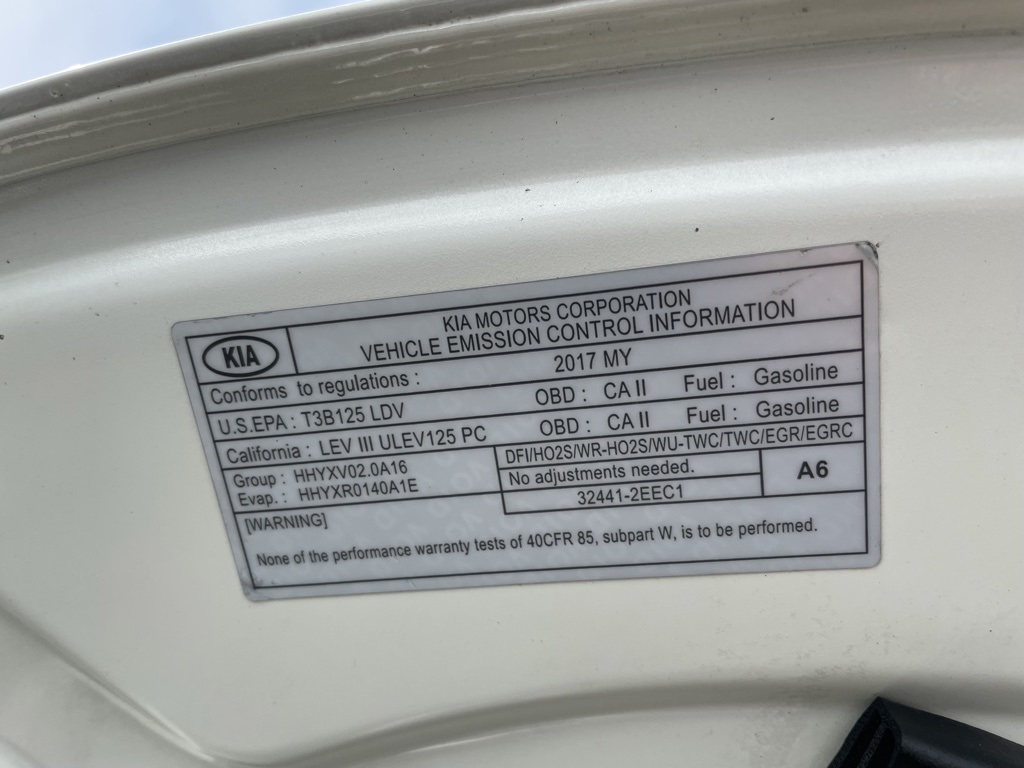 KIA
KIA MOTORS CORPORATION
VEHICLE EMISSION CONTROL INFORMATION
Conforms to regulations : 2017 MY
U.S.EPA : T3B125 LDV OBD : CA II Fuel : Gasoline
California : LEV III ULEV125 PC OBD : CA II Fuel : Gasoline
Group : HHYXV02.0A16
Evap. : HHYXR0140A1E
DFI/HO2S/WR-HO2S/WU-TWC/TWC/EGR/EGRC
No adjustments needed.
32441-2EEC1
A6
[WARNING]
None of the performance warranty tests of 40CFR 85, subpart W, is to be performed.